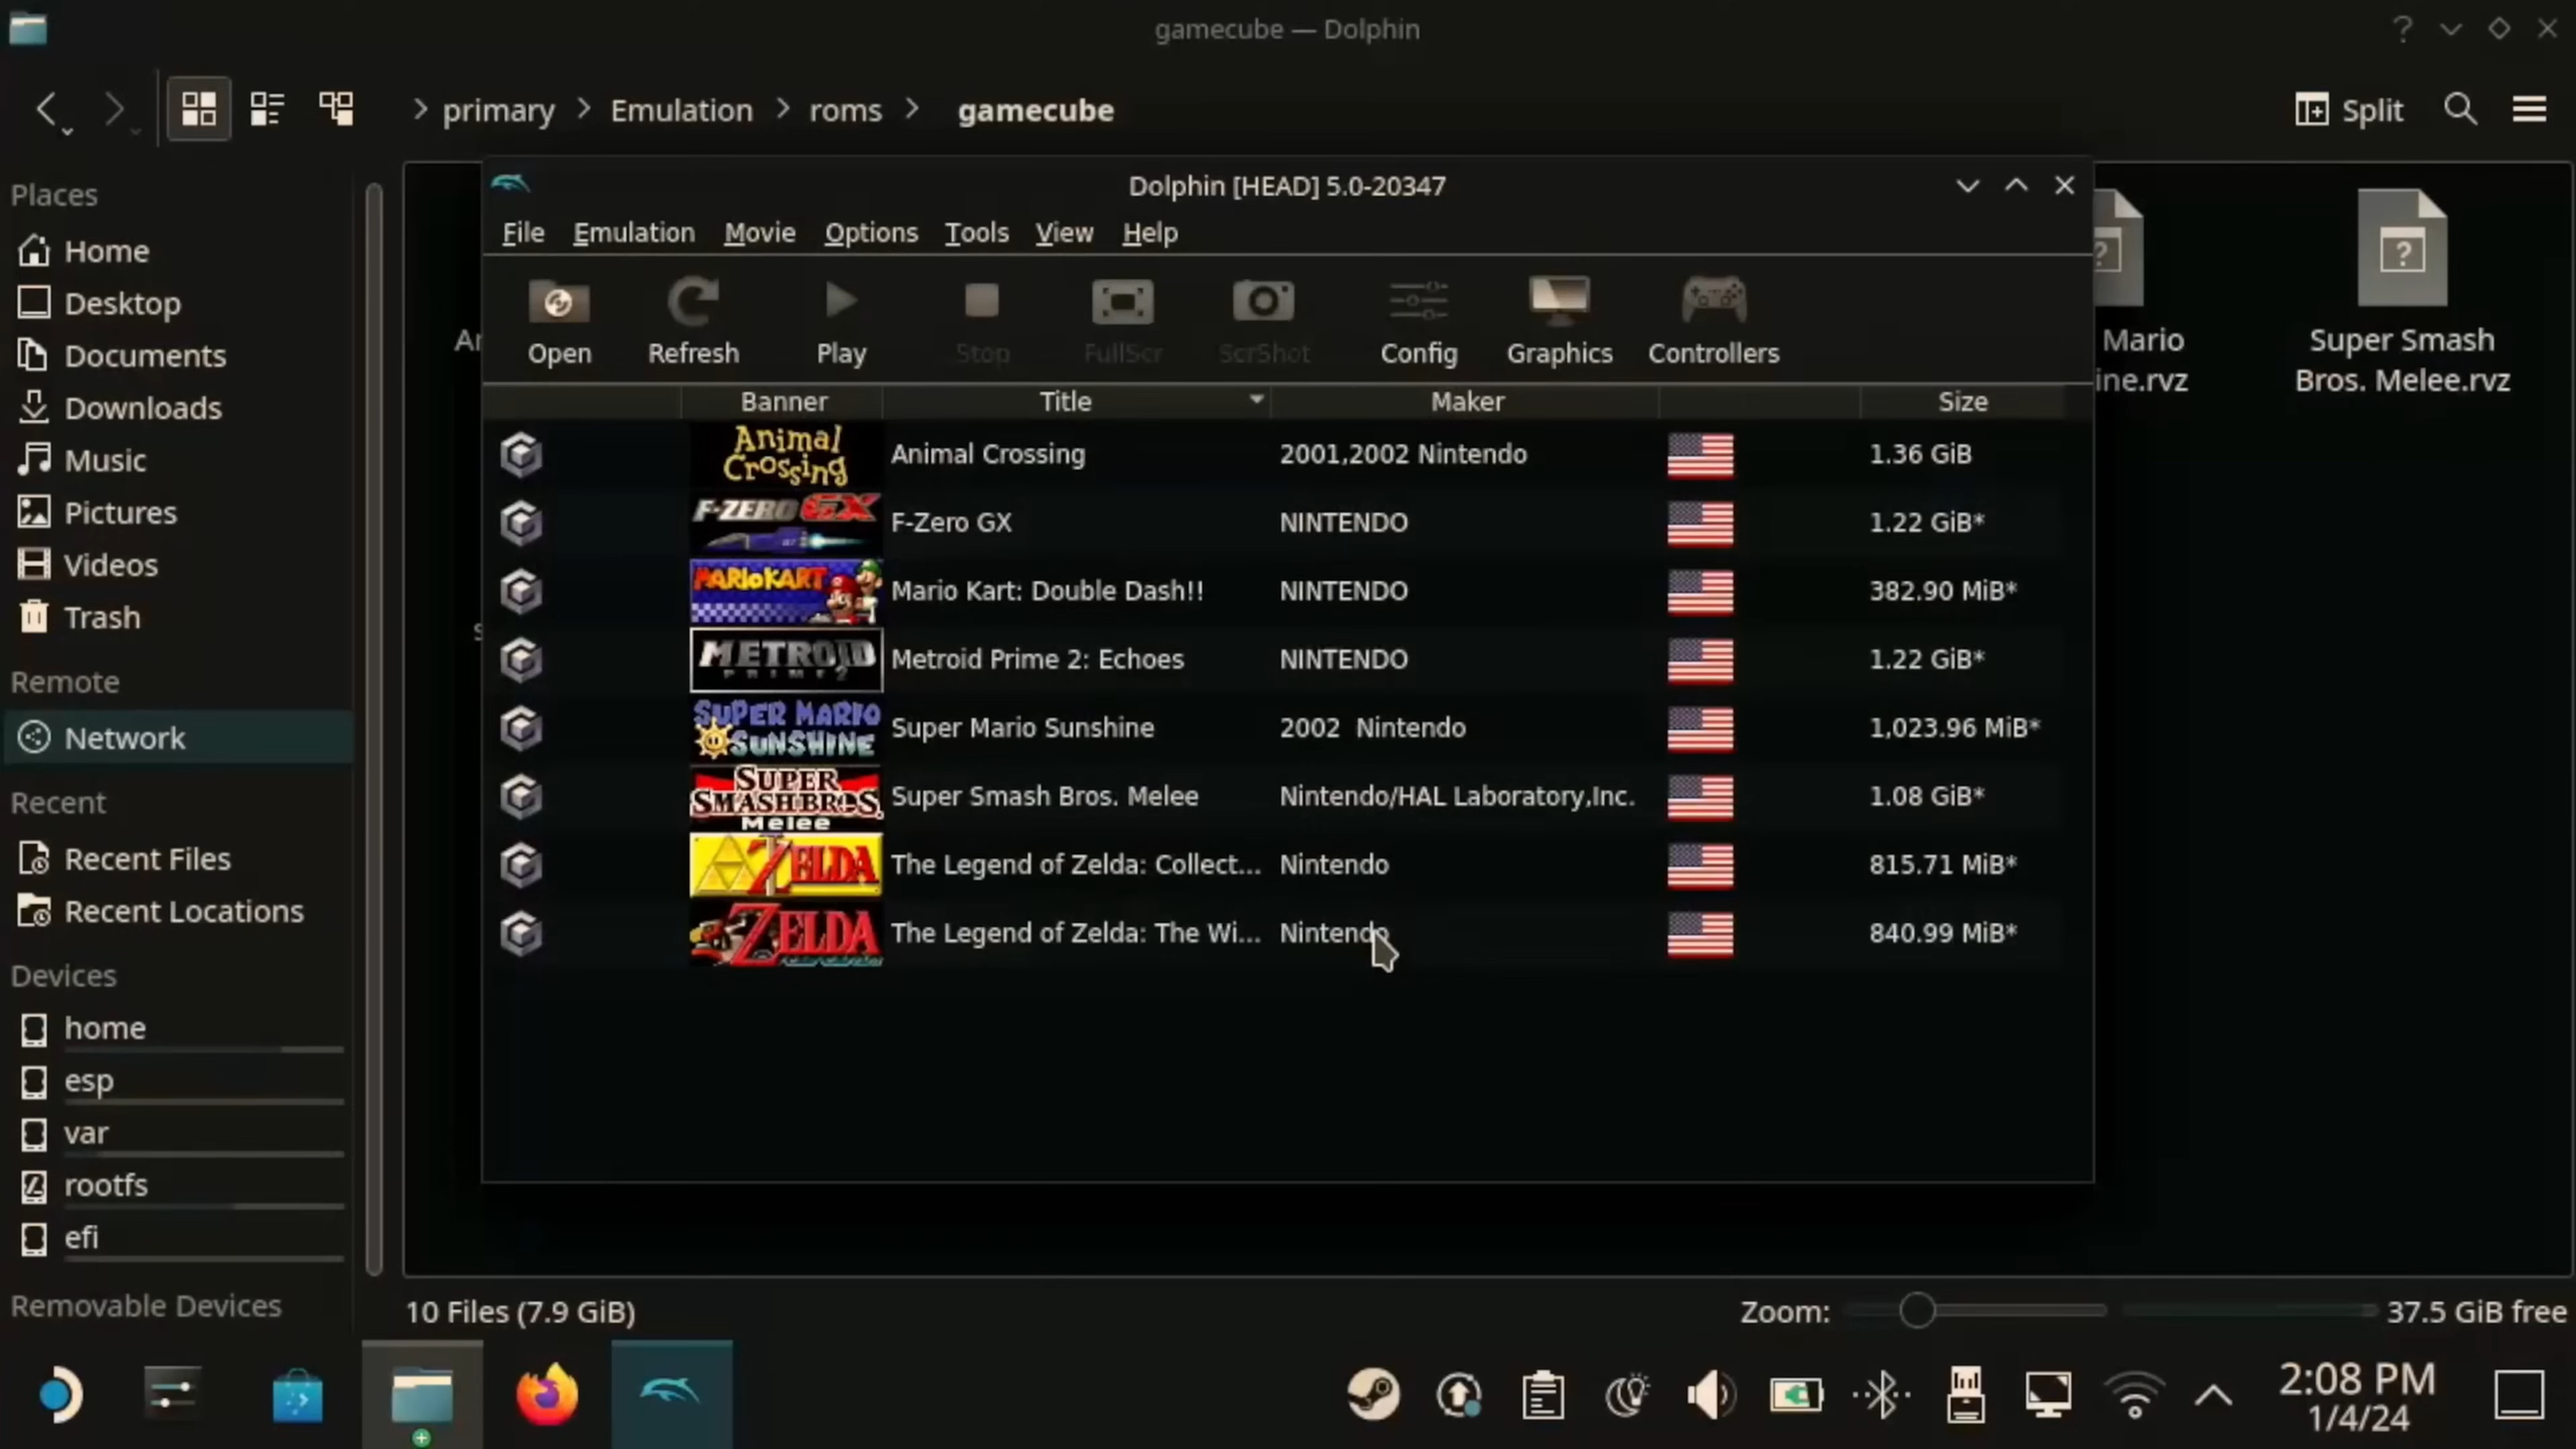 gamecube — Dolphin
primary
Emulation
roms
gamecube
Split
Places
Home
Desktop
Documents
Downloads
Music
Pictures
Videos
Trash
Remote
Network
Recent
Recent Files
Recent Locations
Devices
home
esp
var
rootfs
efi
Removable Devices
Mario
ine.rvz
Super Smash
Bros. Melee.rvz
Dolphin [HEAD] 5.0-20347
File Emulation Movie Options Tools View Help
Open Refresh Play Stop FullScr ScrShot Config Graphics Controllers
Banner Title Maker Size
Animal Crossing Animal Crossing 2001,2002 Nintendo 1.36 GiB
F-ZERO GX F-Zero GX NINTENDO 1.22 GiB*
MARIOKART Mario Kart: Double Dash!! NINTENDO 382.90 MiB*
METROID PRIME 2 Metroid Prime 2: Echoes NINTENDO 1.22 GiB*
SUPER MARIO SUNSHINE Super Mario Sunshine 2002  Nintendo 1,023.96 MiB*
SUPER SMASH BROS. Melee Super Smash Bros. Melee Nintendo/HAL Laboratory,Inc. 1.08 GiB*
ZELDA The Legend of Zelda: Collect... Nintendo 815.71 MiB*
ZELDA The Legend of Zelda: The Wi... Nintendo 840.99 MiB*
10 Files (7.9 GiB)
Zoom:
37.5 GiB free
2:08 PM
1/4/24